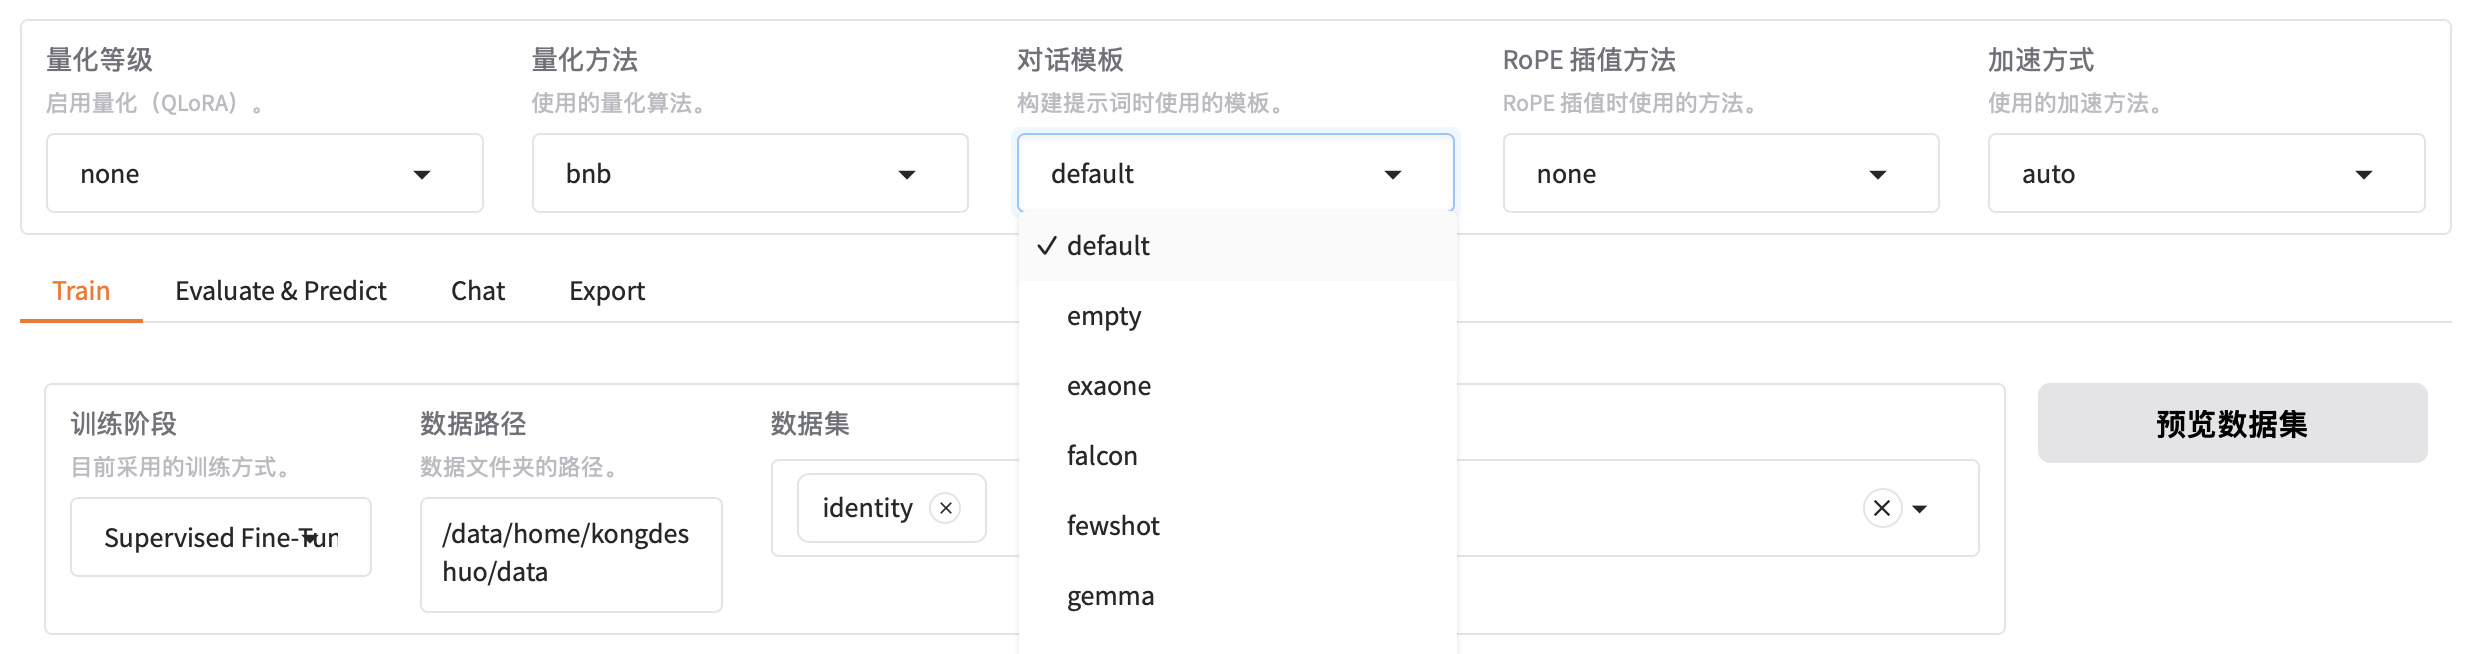 量化等级
启用量化（QLoRA）。
none
量化方法
使用的量化算法。
bnb
对话模板
构建提示词时使用的模板。
default
RoPE 插值方法
RoPE 插值时使用的方法。
none
加速方式
使用的加速方法。
auto
default
empty
exaone
falcon
fewshot
gemma
Train
Evaluate & Predict
Chat
Export
训练阶段
目前采用的训练方式。
Supervised Fine-Tun
数据路径
数据文件夹的路径。
/data/home/kongdes
huo/data
数据集
identity
预览数据集